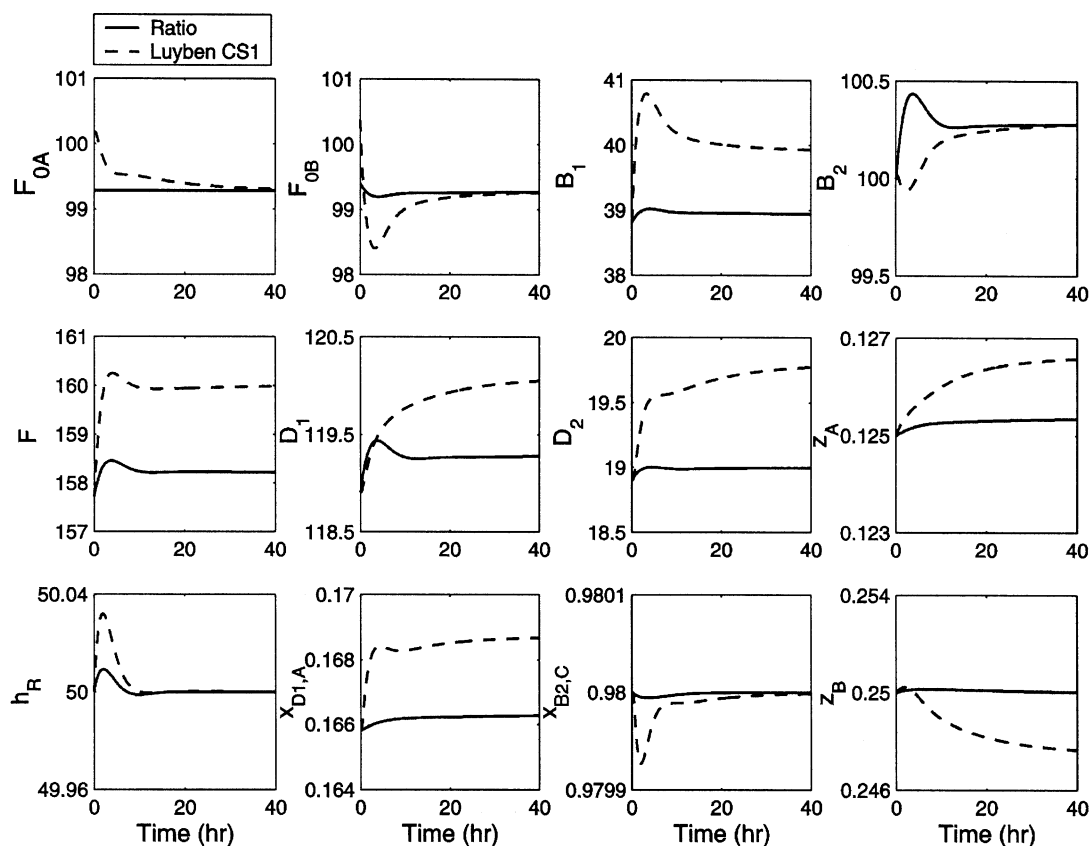 Ratio
Luyben CS1
F0A
101
100
99
98
0 20 40
F0B
101
100
99
98
0 20 40
B1
41
40
39
38
0 20 40
B2
100.5
100
99.5
0 20 40
F
161
160
159
158
157
0 20 40
D1
120.5
119.5
118.5
0 20 40
D2
20
19.5
19
18.5
0 20 40
zA
0.127
0.125
0.123
0 20 40
hR
50.04
50
49.96
0 20 40
Time (hr)
xD1,A
0.17
0.168
0.166
0.164
0 20 40
Time (hr)
xB2,C
0.9801
0.98
0.9799
0 20 40
Time (hr)
zB
0.254
0.25
0.246
0 20 40
Time (hr)